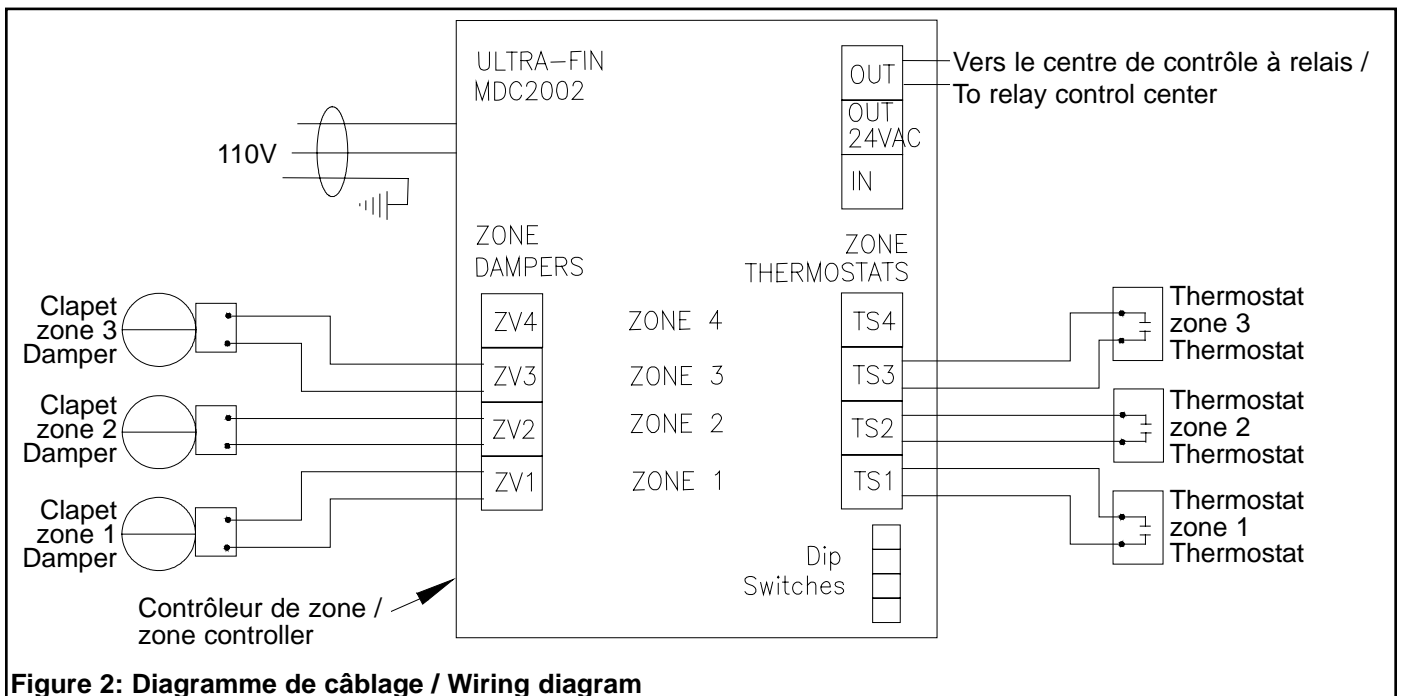 ULTRA-FIN
MDC2002
OUT
OUT
24VAC
IN
Vers le centre de contrôle à relais /
To relay control center
110V
ZONE
DAMPERS
ZONE
THERMOSTATS
Clapet
zone 3
Damper
ZV4
ZONE 4
TS4
Thermostat
zone 3
Thermostat
ZV3
ZONE 3
TS3
Clapet
zone 2
Damper
ZV2
ZONE 2
TS2
Thermostat
zone 2
Thermostat
ZV1
ZONE 1
TS1
Clapet
zone 1
Damper
Thermostat
zone 1
Thermostat
Dip
Switches
Contrôleur de zone /
zone controller
Figure 2: Diagramme de câblage / Wiring diagram